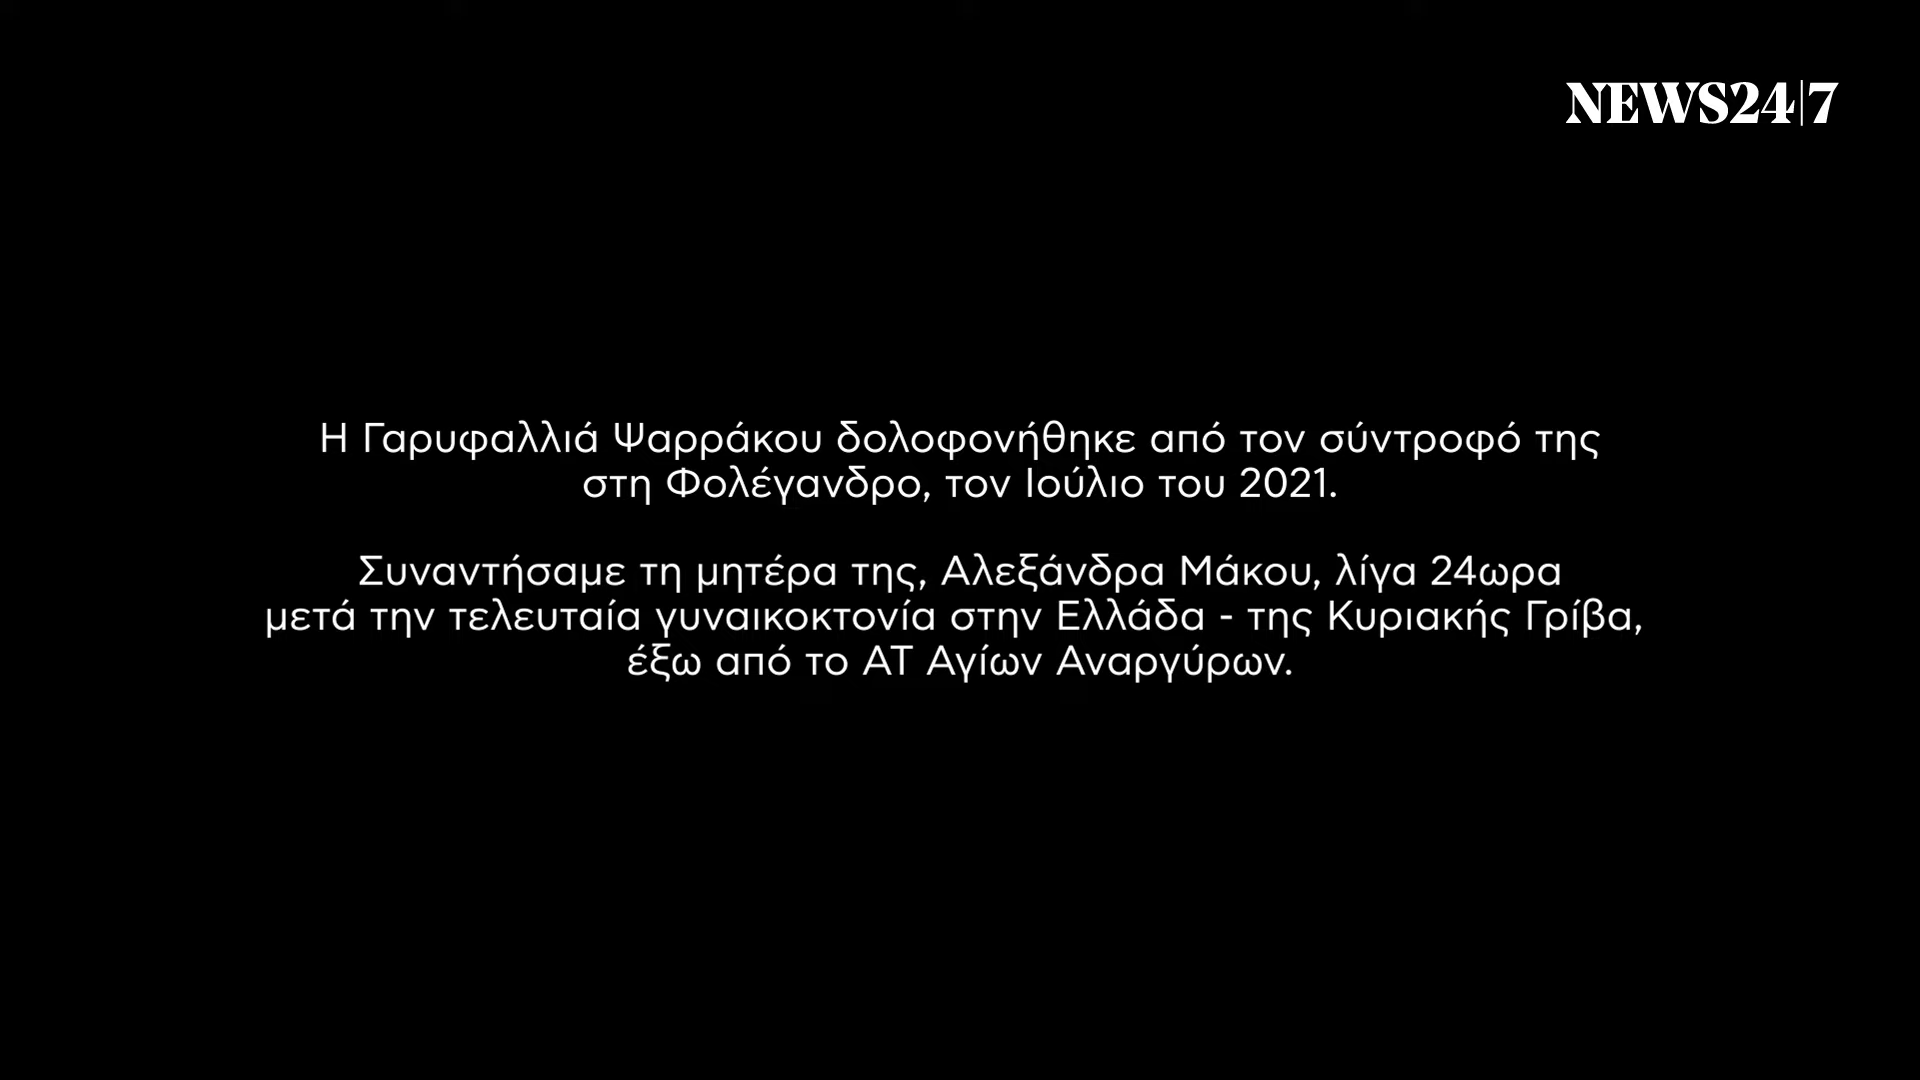 NEWS24|7
Η Γαρυφαλλιά Ψαρράκου δολοφονήθηκε από τον σύντροφό της
στη Φολέγανδρο, τον Ιούλιο του 2021.
Συναντήσαμε τη μητέρα της, Αλεξάνδρα Μάκου, λίγα 24ωρα
μετά την τελευταία γυναικοκτονία στην Ελλάδα - της Κυριακής Γρίβα,
έξω από το ΑΤ Αγίων Αναργύρων.